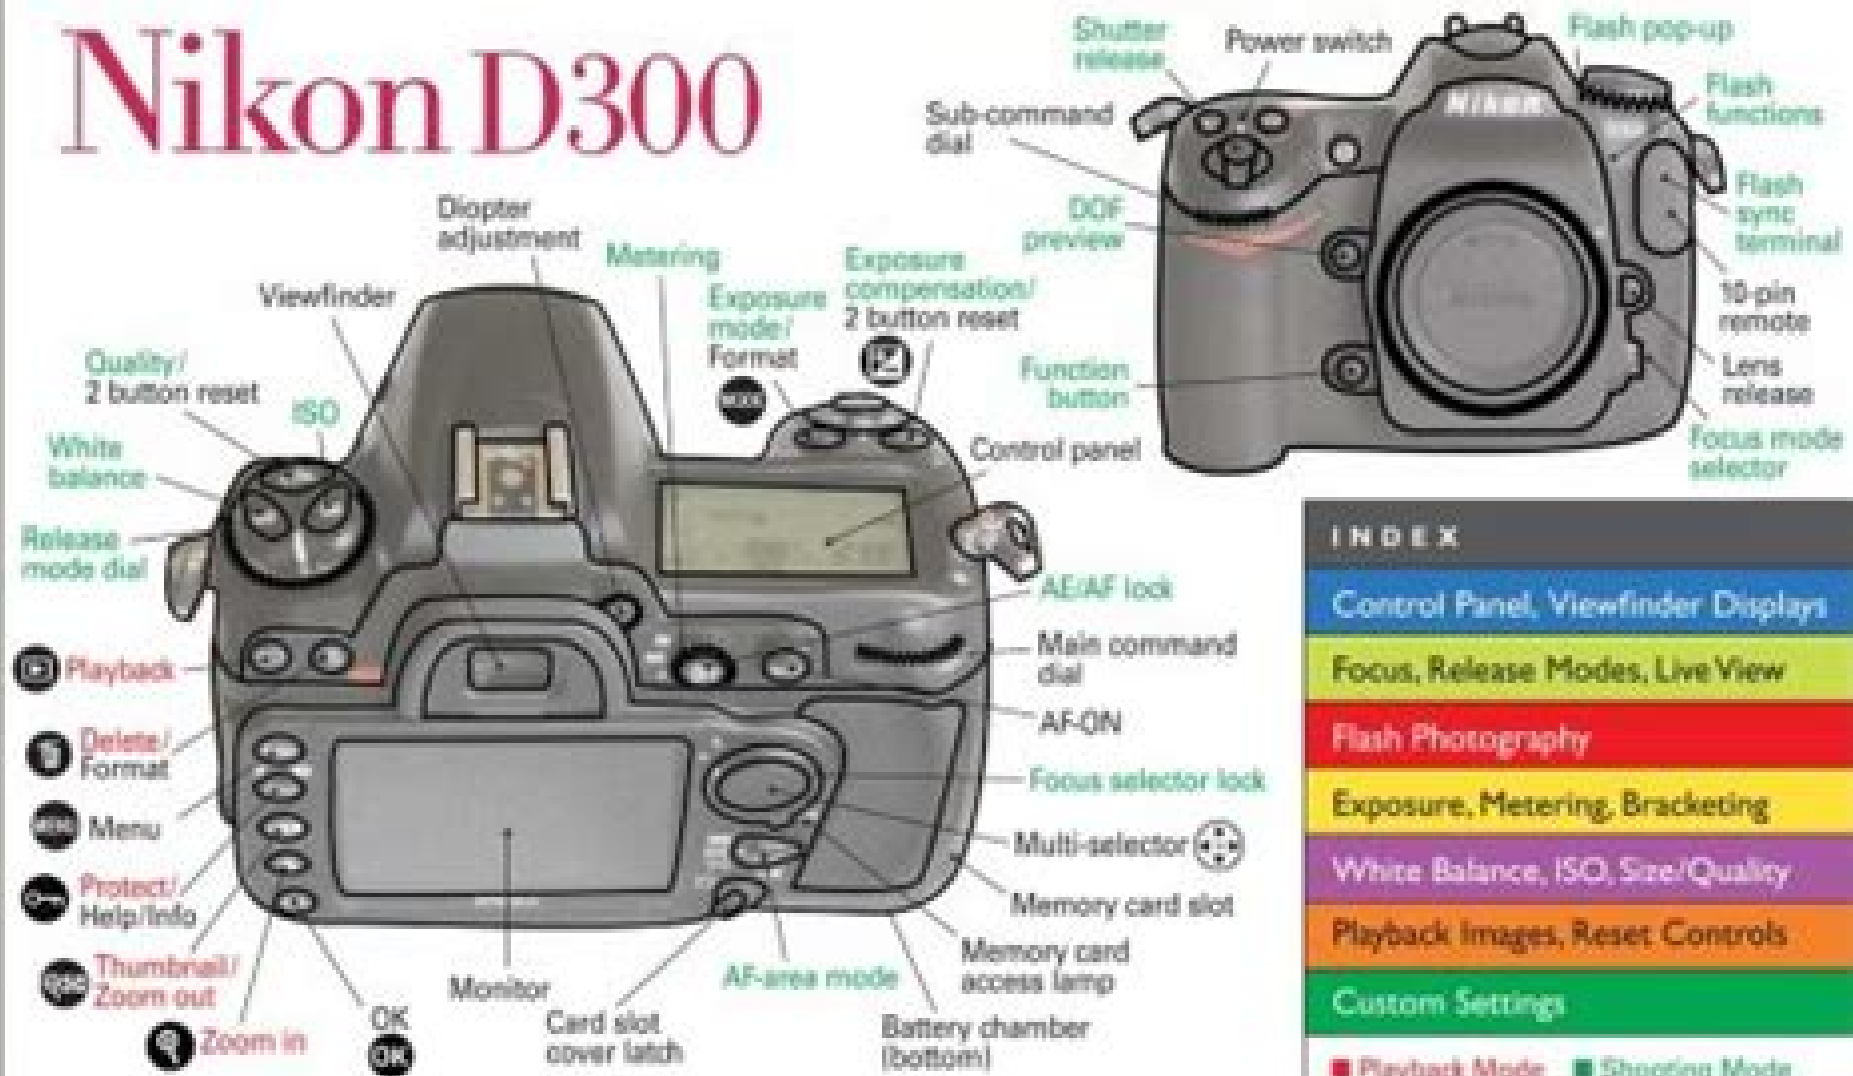 Nikon D300
Shutter
release
Power switch
Flash pop-up
Flash
functions
Sub-command
dial
Nikon
DOF
preview
Flash
sync
terminal
10-pin
remote
Function
button
Lens
release
Focus mode
selector
Diopter
adjustment
Metering
Exposure
compensation/
2 button reset
Viewfinder
Exposure
mode/
Format
Quality/
2 button reset
ISO
White
balance
Control panel
Release
mode dial
AE/AF lock
Main command
dial
Playback
AF-ON
Delete/
Format
Focus selector lock
Menu
Multi-selector
Protect/
Help/Info
Memory card slot
Thumbnail/
Zoom out
Monitor
AF-area mode
Memory card
access lamp
Zoom in
OK
OK
Card slot
cover latch
Battery chamber
(bottom)
INDEX
Control Panel, Viewfinder Displays
Focus, Release Modes, Live View
Flash Photography
Exposure, Metering, Bracketing
White Balance, ISO, Size/Quality
Playback Images, Reset Controls
Custom Settings
Playback Mode
Shooting Mode